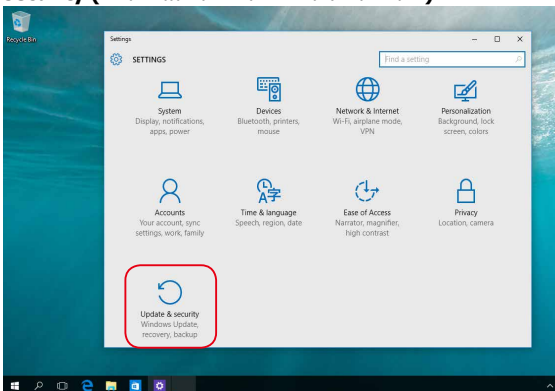 Recycle Bin
Settings
SETTINGS
Find a setting
System
Display, notifications,
apps, power
Devices
Bluetooth, printers,
mouse
Network & Internet
Wi-Fi, airplane mode,
VPN
Personalization
Background, lock
screen, colors
Accounts
Your account, sync
settings, work, family
Time & language
Speech, region, date
Ease of Access
Narrator, magnifier,
high contrast
Privacy
Location, camera
Update & security
Windows Update,
recovery, backup